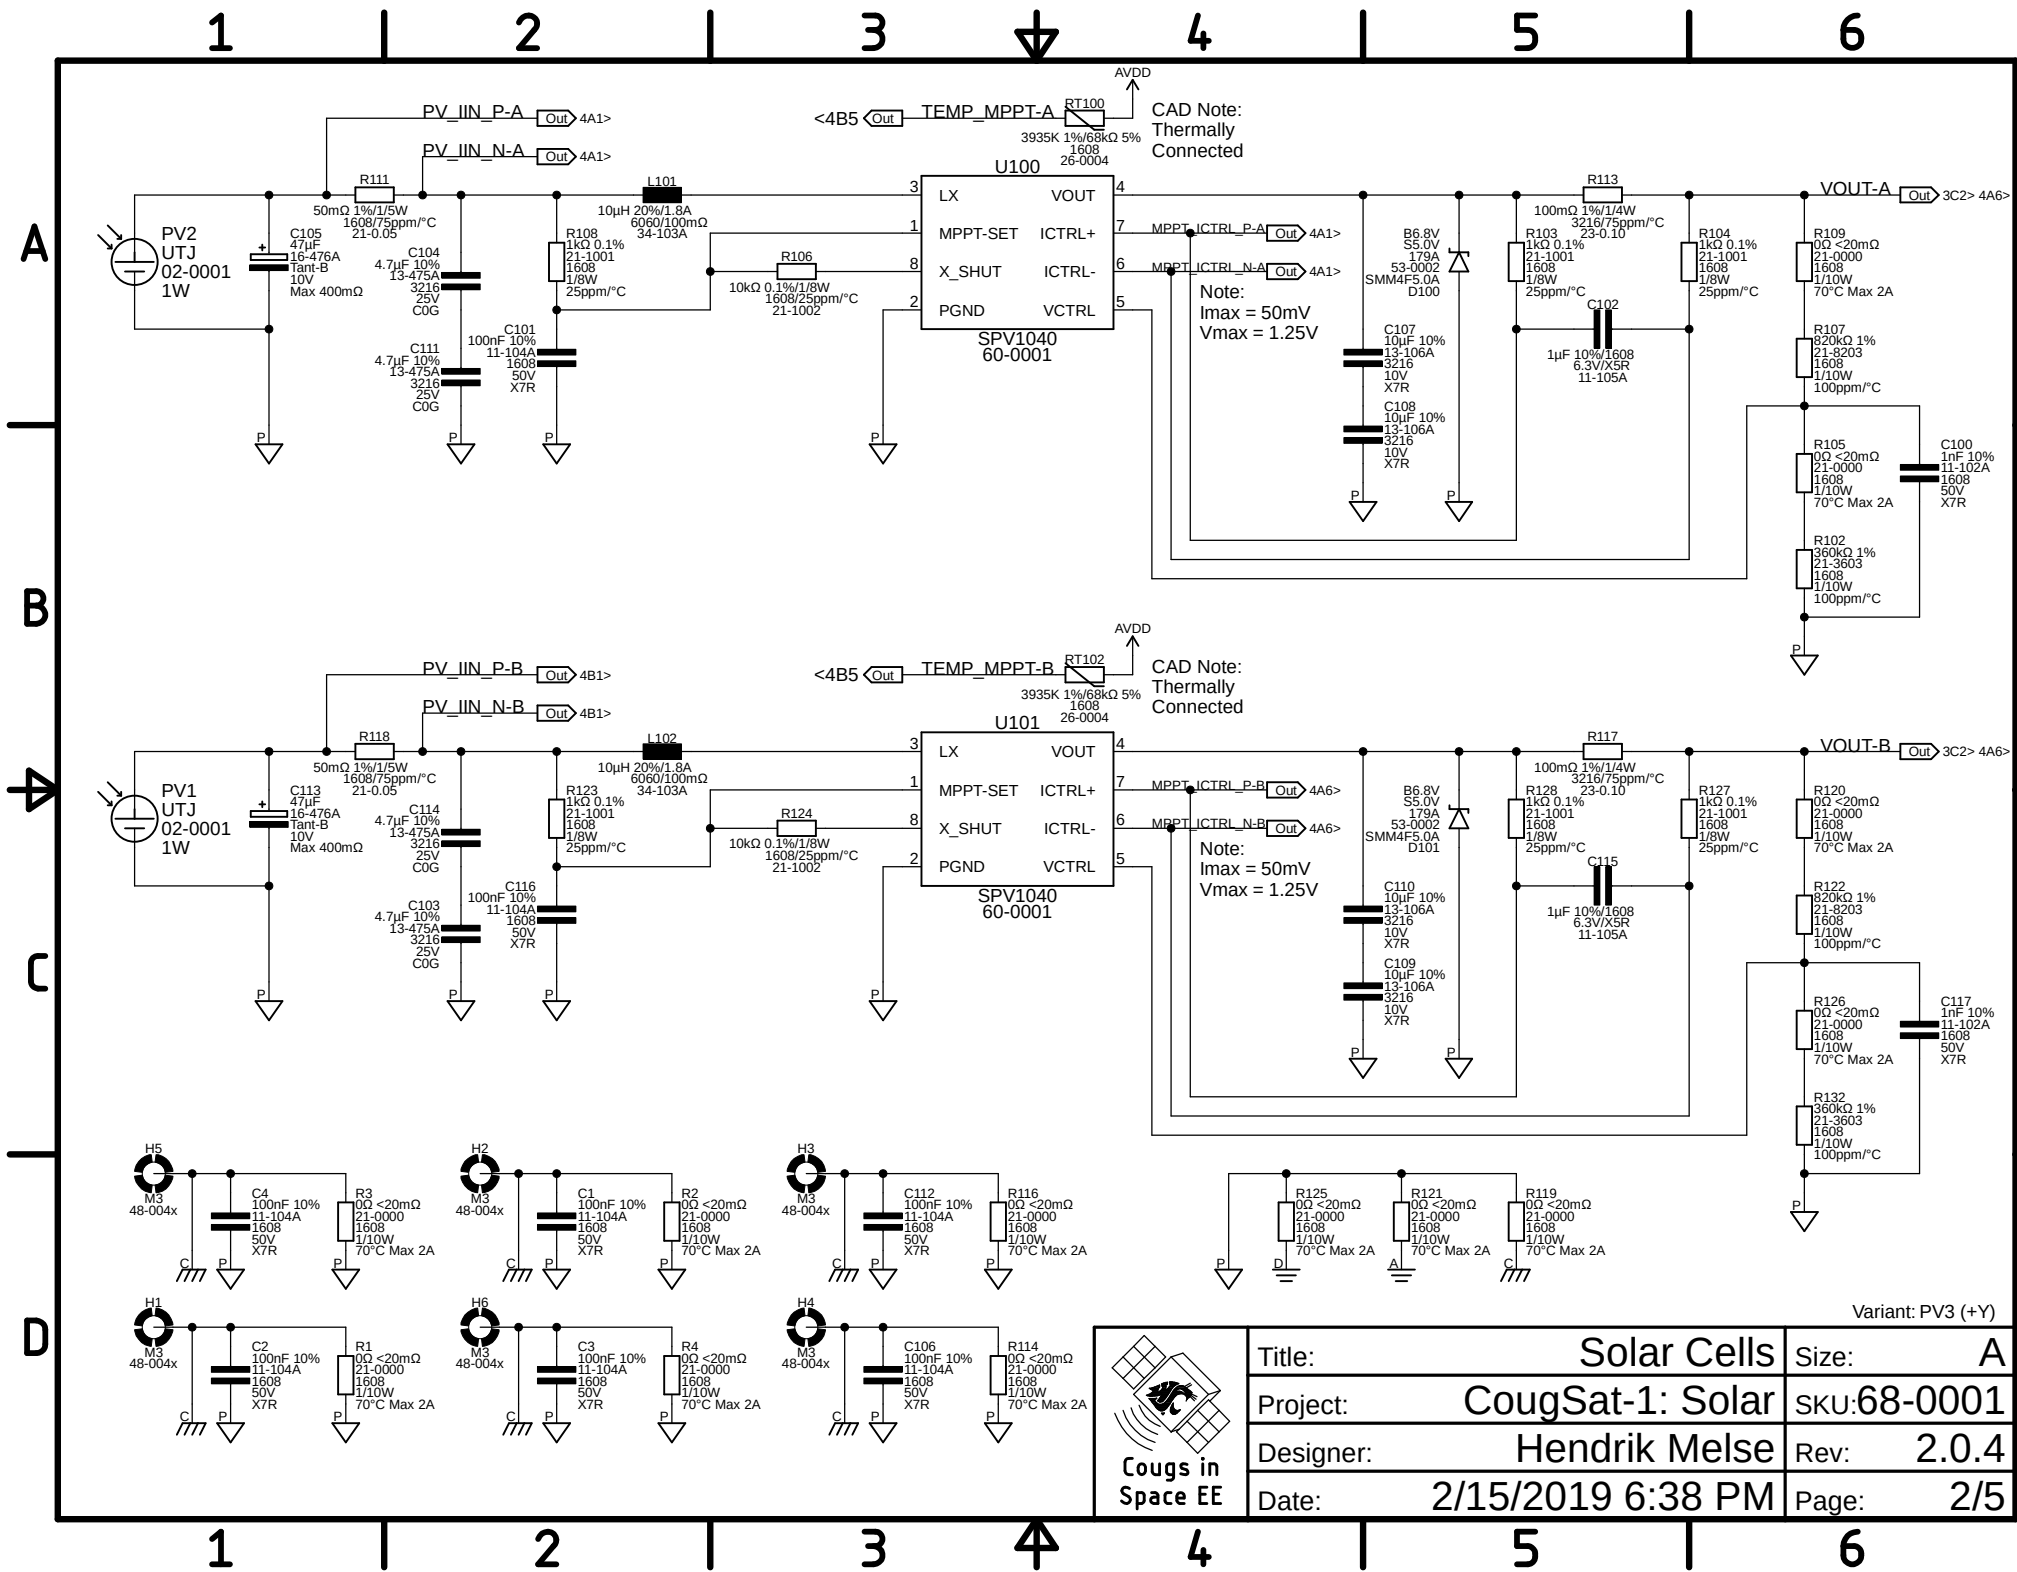 1 2 3 4 5 6
A
B
C
D
PV_IIN_P-A Out 4A1>
PV_IIN_N-A Out 4A1>
<4B5 Out TEMP_MPPT-A
RT100
3935K 1%/68kΩ 5%
1608
26-0004
AVDD
CAD Note:
Thermally
Connected
PV2
UTJ
02-0001
1W
C105
47µF
16-476A
Tant-B
10V
Max 400mΩ
P
R111
50mΩ 1%/1/5W
1608/75ppm/°C
21-0.05
C104
4.7µF 10%
13-475A
3216
25V
C0G
C111
4.7µF 10%
13-475A
3216
25V
C0G
P
R108
1kΩ 0.1%
21-1001
1608
1/8W
25ppm/°C
C101
100nF 10%
11-104A
1608
50V
X7R
P
L101
10µH 20%/1.8A
6060/100mΩ
34-103A
R106
10kΩ 0.1%/1/8W
1608/25ppm/°C
21-1002
P
U100
3 LX VOUT 4
1 MPPT-SET ICTRL+ 7
8 X_SHUT ICTRL- 6
2 PGND VCTRL 5
SPV1040
60-0001
MPPT_ICTRL_P-A Out 4A1>
MPPT_ICTRL_N-A Out 4A1>
Note:
Imax = 50mV
Vmax = 1.25V
C107
10µF 10%
13-106A
3216
10V
X7R
C108
10µF 10%
13-106A
3216
10V
X7R
P
B6.8V
S5.0V
179A
53-0002
SMM4F5.0A
D100
P
R113
100mΩ 1%/1/4W
3216/75ppm/°C
23-0.10
R103
1kΩ 0.1%
21-1001
1608
1/8W
25ppm/°C
C102
1µF 10%/1608
6.3V/X5R
11-105A
R104
1kΩ 0.1%
21-1001
1608
1/8W
25ppm/°C
VOUT-A Out 3C2> 4A6>
R109
0Ω <20mΩ
21-0000
1608
1/10W
70°C Max 2A
R107
820kΩ 1%
21-8203
1608
1/10W
100ppm/°C
R105
0Ω <20mΩ
21-0000
1608
1/10W
70°C Max 2A
C100
1nF 10%
11-102A
1608
50V
X7R
R102
360kΩ 1%
21-3603
1608
1/10W
100ppm/°C
P
PV_IIN_P-B Out 4B1>
PV_IIN_N-B Out 4B1>
<4B5 Out TEMP_MPPT-B
RT102
3935K 1%/68kΩ 5%
1608
26-0004
AVDD
CAD Note:
Thermally
Connected
PV1
UTJ
02-0001
1W
C113
47µF
16-476A
Tant-B
10V
Max 400mΩ
P
R118
50mΩ 1%/1/5W
1608/75ppm/°C
21-0.05
C114
4.7µF 10%
13-475A
3216
25V
C0G
C103
4.7µF 10%
13-475A
3216
25V
C0G
P
R123
1kΩ 0.1%
21-1001
1608
1/8W
25ppm/°C
C116
100nF 10%
11-104A
1608
50V
X7R
P
L102
10µH 20%/1.8A
6060/100mΩ
34-103A
R124
10kΩ 0.1%/1/8W
1608/25ppm/°C
21-1002
P
U101
3 LX VOUT 4
1 MPPT-SET ICTRL+ 7
8 X_SHUT ICTRL- 6
2 PGND VCTRL 5
SPV1040
60-0001
MPPT_ICTRL_P-B Out 4A6>
MPPT_ICTRL_N-B Out 4A6>
Note:
Imax = 50mV
Vmax = 1.25V
C110
10µF 10%
13-106A
3216
10V
X7R
C109
10µF 10%
13-106A
3216
10V
X7R
P
B6.8V
S5.0V
179A
53-0002
SMM4F5.0A
D101
P
R117
100mΩ 1%/1/4W
3216/75ppm/°C
23-0.10
R128
1kΩ 0.1%
21-1001
1608
1/8W
25ppm/°C
C115
1µF 10%/1608
6.3V/X5R
11-105A
R127
1kΩ 0.1%
21-1001
1608
1/8W
25ppm/°C
VOUT-B Out 3C2> 4A6>
R120
0Ω <20mΩ
21-0000
1608
1/10W
70°C Max 2A
R122
820kΩ 1%
21-8203
1608
1/10W
100ppm/°C
R126
0Ω <20mΩ
21-0000
1608
1/10W
70°C Max 2A
C117
1nF 10%
11-102A
1608
50V
X7R
R132
360kΩ 1%
21-3603
1608
1/10W
100ppm/°C
P
H5
M3
48-004x
C
C4
100nF 10%
11-104A
1608
50V
X7R
P
R3
0Ω <20mΩ
21-0000
1608
1/10W
70°C Max 2A
P
H2
M3
48-004x
C
C1
100nF 10%
11-104A
1608
50V
X7R
P
R2
0Ω <20mΩ
21-0000
1608
1/10W
70°C Max 2A
P
H3
M3
48-004x
C
C112
100nF 10%
11-104A
1608
50V
X7R
P
R116
0Ω <20mΩ
21-0000
1608
1/10W
70°C Max 2A
P
P
R125
0Ω <20mΩ
21-0000
1608
1/10W
70°C Max 2A
D
R121
0Ω <20mΩ
21-0000
1608
1/10W
70°C Max 2A
A
R119
0Ω <20mΩ
21-0000
1608
1/10W
70°C Max 2A
C
H1
M3
48-004x
C
C2
100nF 10%
11-104A
1608
50V
X7R
P
R1
0Ω <20mΩ
21-0000
1608
1/10W
70°C Max 2A
P
H6
M3
48-004x
C
C3
100nF 10%
11-104A
1608
50V
X7R
P
R4
0Ω <20mΩ
21-0000
1608
1/10W
70°C Max 2A
P
H4
M3
48-004x
C
C106
100nF 10%
11-104A
1608
50V
X7R
P
R114
0Ω <20mΩ
21-0000
1608
1/10W
70°C Max 2A
P
Variant: PV3 (+Y)
Cougs in
Space EE
Title: Solar Cells Size: A
Project: CougSat-1: Solar SKU: 68-0001
Designer: Hendrik Melse Rev: 2.0.4
Date: 2/15/2019 6:38 PM Page: 2/5
1 2 3 4 5 6